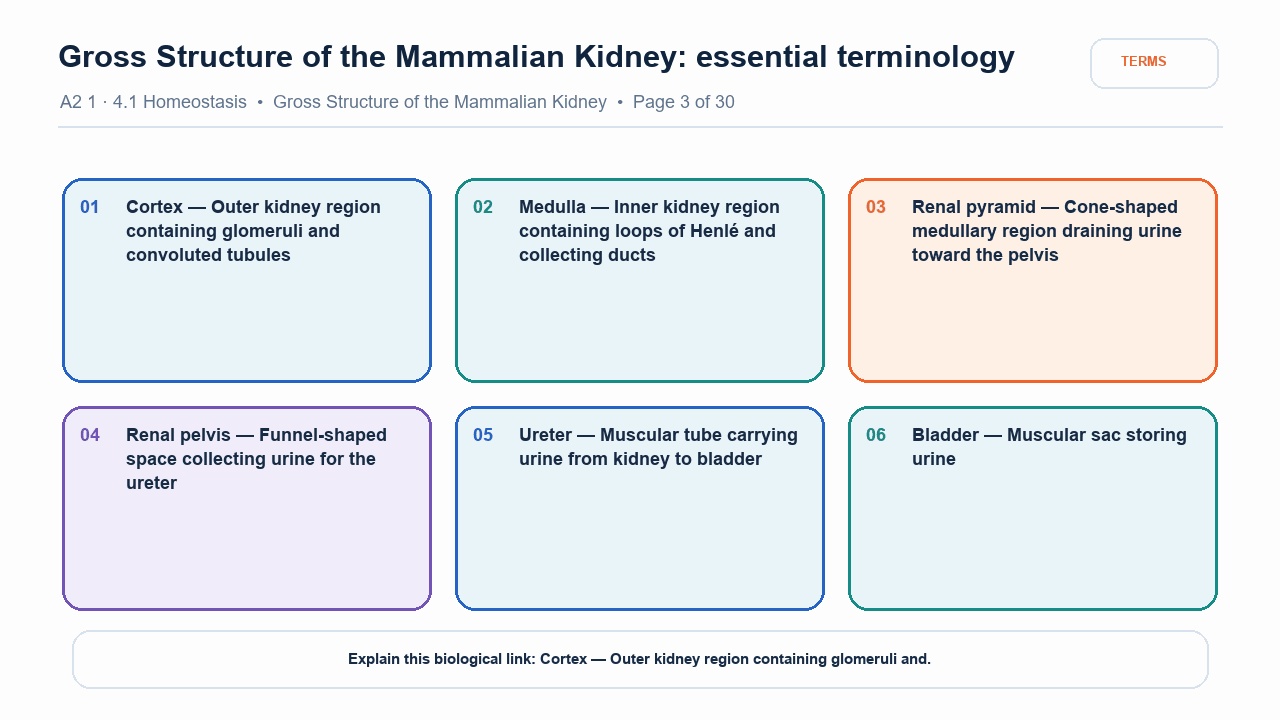 Gross Structure of the Mammalian Kidney: essential terminology
TERMS
A2 1 · 4.1 Homeostasis • Gross Structure of the Mammalian Kidney • Page 3 of 30
01
Cortex — Outer kidney region
containing glomeruli and
convoluted tubules
02
Medulla — Inner kidney region
containing loops of Henlé and
collecting ducts
03
Renal pyramid — Cone-shaped
medullary region draining urine
toward the pelvis
04
Renal pelvis — Funnel-shaped
space collecting urine for the
ureter
05
Ureter — Muscular tube carrying
urine from kidney to bladder
06
Bladder — Muscular sac storing
urine
Explain this biological link: Cortex — Outer kidney region containing glomeruli and.